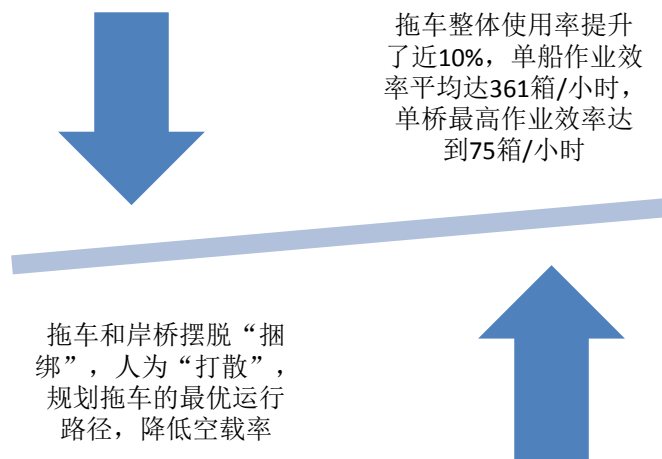 拖车整体使用率提升
了近10%，单船作业效
率平均达361箱/小时，
单桥最高作业效率达
到75箱/小时
拖车和岸桥摆脱“捆
绑”，人为“打散”，
规划拖车的最优运行
路径，降低空载率